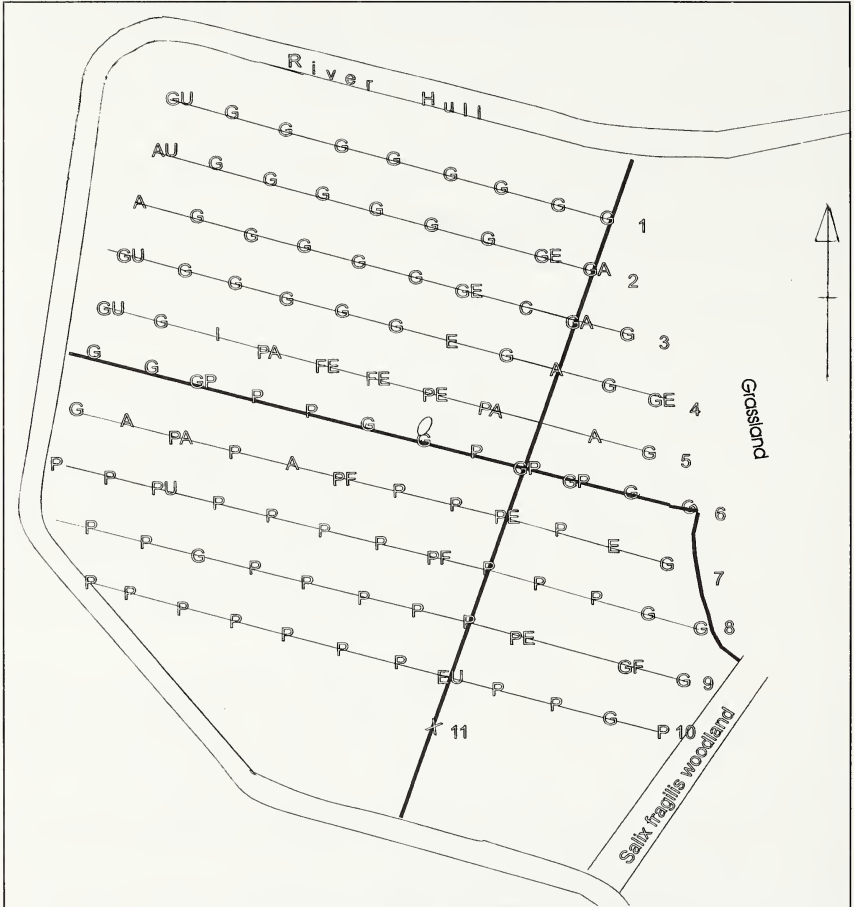 River Hull
GU G G G G G G G G 1
AU G G G G G G GE GA 2
A G G G G G GE C GA G 3
GU G G G G G E G A G GE 4
GU G I PA FE FE PE PA A G 5
G G GP P P G G P GP GP G G 6
G A PA P A PF P P PE P E G 7
P P PU P P P P PF P P P G G 8
P P G P P P P P PE GF G 9
P P P P P P P EU P P G P 10
11
Grassland
Salix fragilis woodland